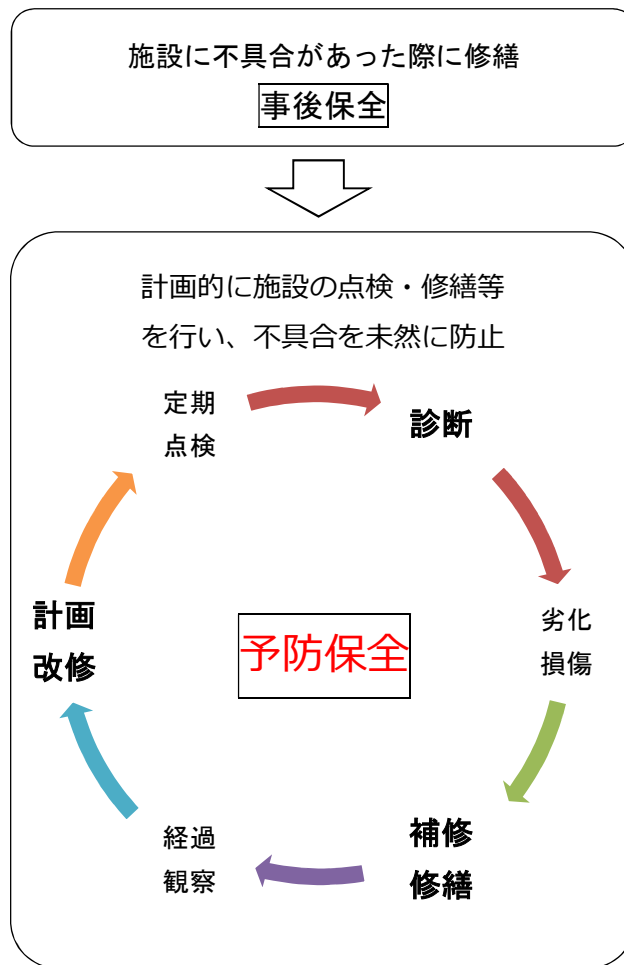 施設に不具合があった際に修繕
事後保全
計画的に施設の点検・修繕等
を行い、不具合を未然に防止
定期
点検
診断
劣化
損傷
補修
修繕
経過
観察
計画
改修
予防保全